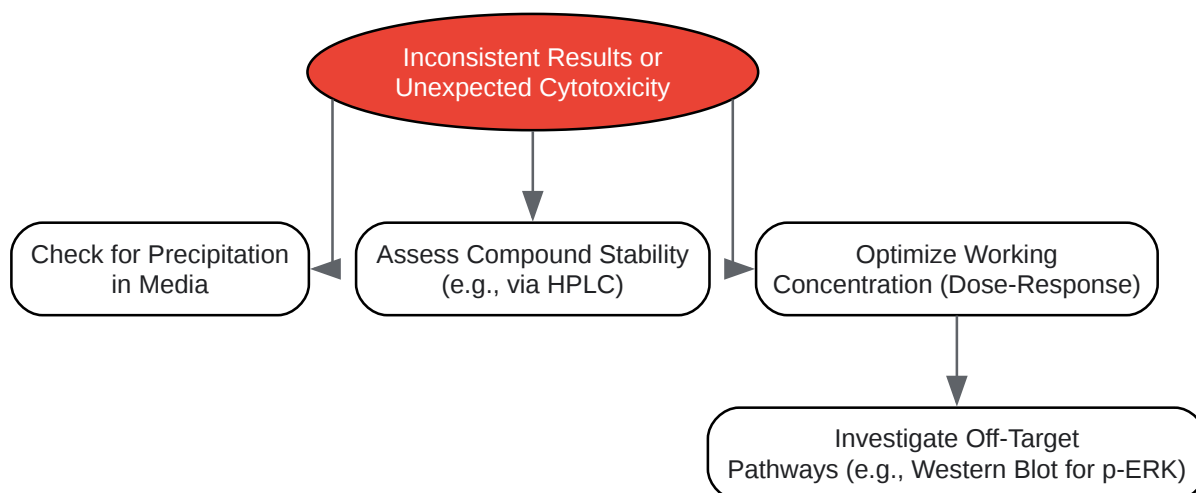 Inconsistent Results or
Unexpected Cytotoxicity
Check for Precipitation
in Media
Assess Compound Stability
(e.g., via HPLC)
Optimize Working
Concentration (Dose-Response)
Investigate Off-Target
Pathways (e.g., Western Blot for p-ERK)